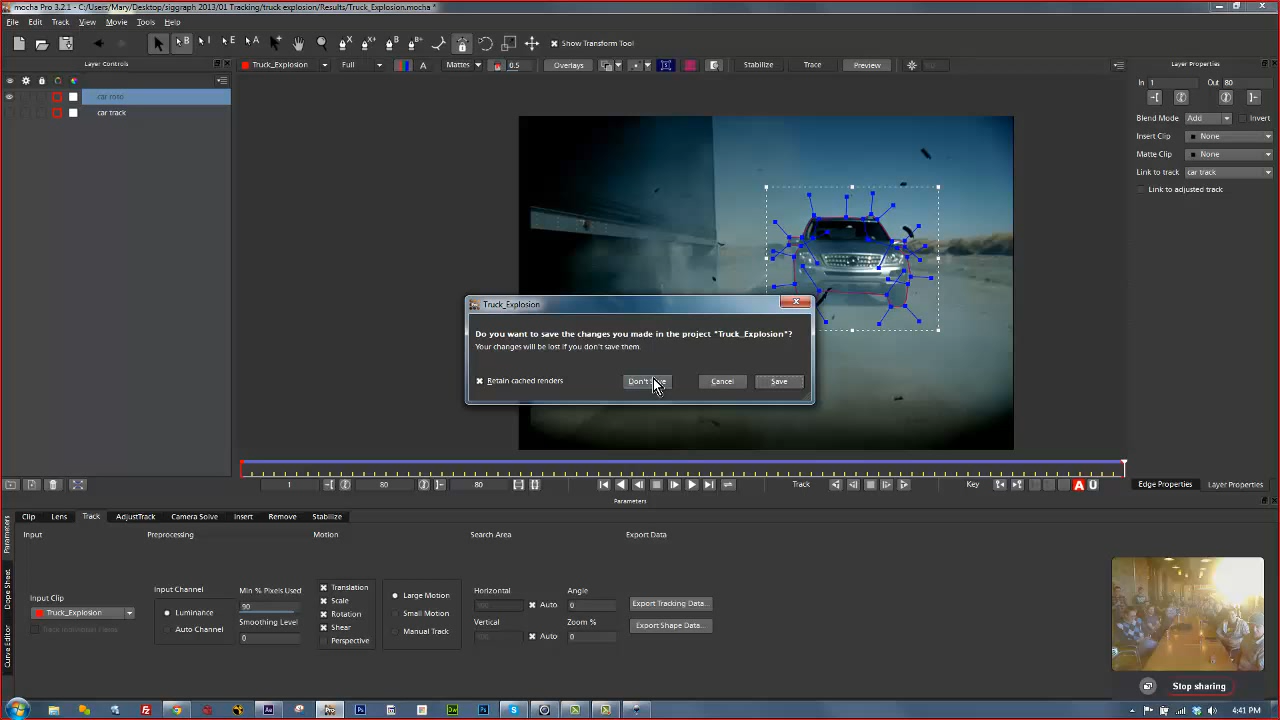 mocha Pro 3.2.1 - C:/Users/Mary/Desktop/siggraph 2013/01 Tracking/truck explosion/Results/Truck_Explosion.mocha *
File Edit Track View Movie Tools Help
Show Transform Tool
Layer Controls
Truck_Explosion Full A Mattes 0.5 Overlays Stabilize Trace Preview
Layer Properties
In 1 Out 80
car roto
car track
Blend Mode Add Invert
Insert Clip None
Matte Clip None
Link to track car track
Link to adjusted track
Truck_Explosion
Do you want to save the changes you made in the project "Truck_Explosion"?
Your changes will be lost if you don't save them.
Retain cached renders Cancel Save
1 80 80 Track Key A U
Edge Properties Layer Properties
Parameters
Parameters
Dope Sheet
Curve Editor
Clip Lens Track AdjustTrack Camera Solve Insert Remove Stabilize
Input Preprocessing Motion Search Area Export Data
Input Channel Min % Pixels Used
Translation
Large Motion
Horizontal Angle
Input Clip
90
Scale
Auto 0
Export Tracking Data...
Truck_Explosion
Luminance
Rotation
Small Motion
Smoothing Level
Vertical Zoom %
Auto Channel
Shear
Manual Track
Export Shape Data...
0
Perspective
Auto 0
Stop sharing
4:41 PM